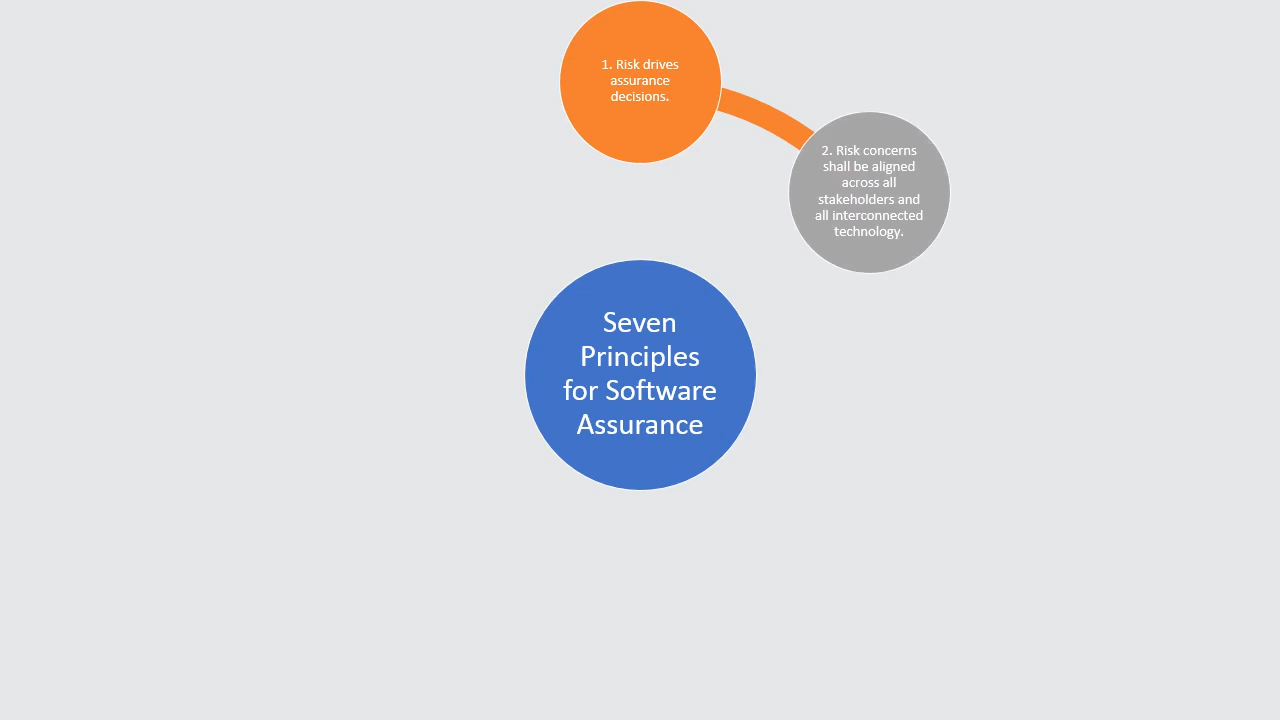 1. Risk drives
assurance
decisions.
2. Risk concerns
shall be aligned
across all
stakeholders and
all interconnected
technology.
Seven
Principles
for Software
Assurance